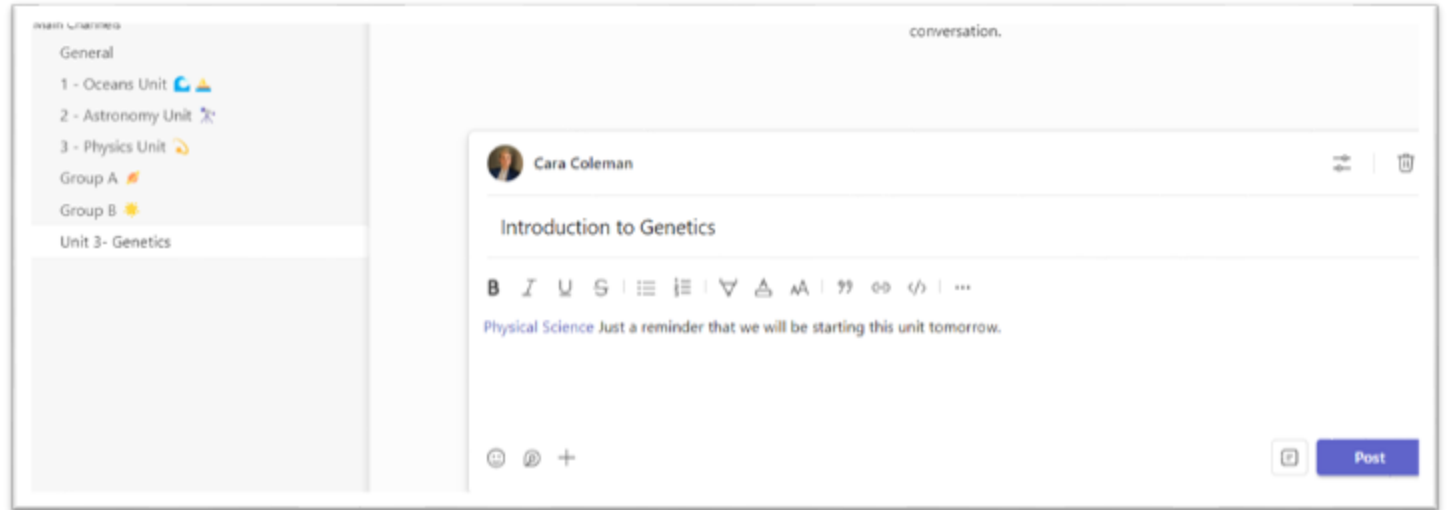 Main Channels
General
conversation.
1 - Oceans Unit 🌊 ⛵
2 - Astronomy Unit 🔭
3 - Physics Unit 💫
Group A 🍂
Group B ☀️
Unit 3- Genetics
Cara Coleman
Introduction to Genetics
B I U S
Physical Science Just a reminder that we will be starting this unit tomorrow.
Post